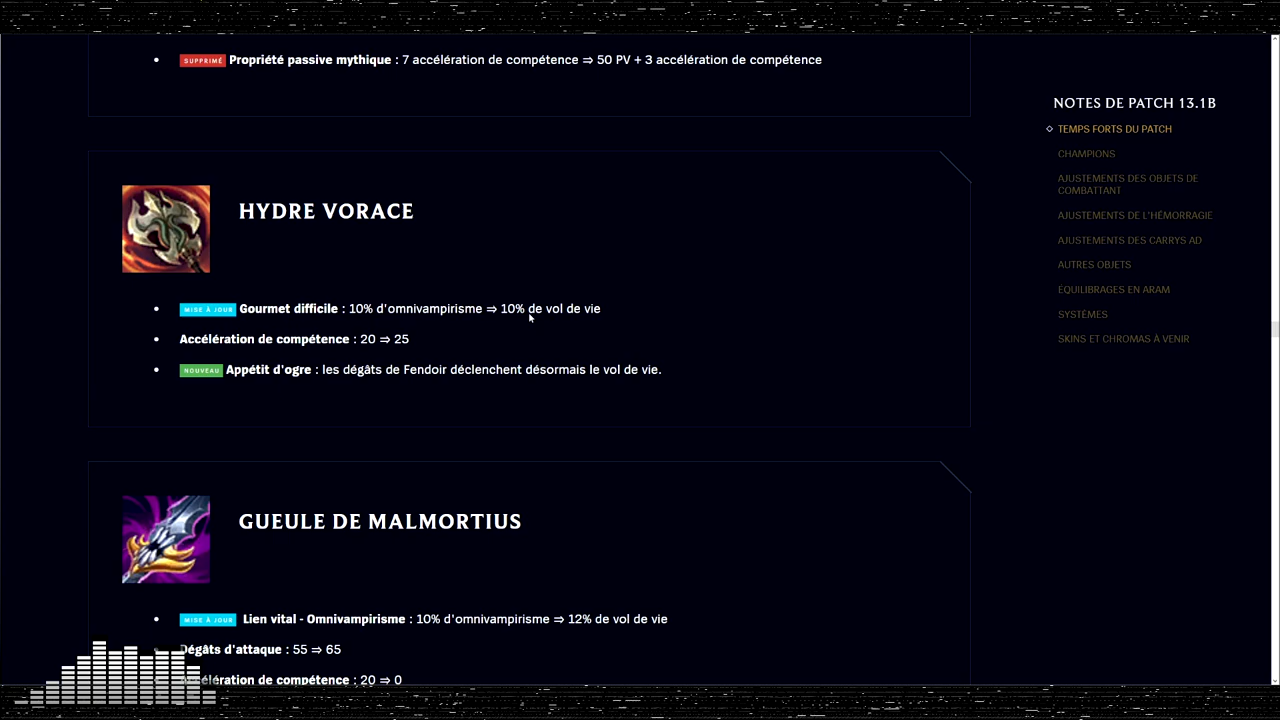 SUPPRIMÉ Propriété passive mythique : 7 accélération de compétence ⇒ 50 PV + 3 accélération de compétence
HYDRE VORACE
MISE À JOUR Gourmet difficile : 10% d'omnivampirisme ⇒ 10% de vol de vie
Accélération de compétence : 20 ⇒ 25
NOUVEAU Appétit d'ogre : les dégâts de Fendoir déclenchent désormais le vol de vie.
GUEULE DE MALMORTIUS
MISE À JOUR Lien vital - Omnivampirisme : 10% d'omnivampirisme ⇒ 12% de vol de vie
Dégâts d'attaque : 55 ⇒ 65
Accélération de compétence : 20 ⇒ 0
NOTES DE PATCH 13.1B
TEMPS FORTS DU PATCH
CHAMPIONS
AJUSTEMENTS DES OBJETS DE
COMBATTANT
AJUSTEMENTS DE L'HÉMORRAGIE
AJUSTEMENTS DES CARRYS AD
AUTRES OBJETS
ÉQUILIBRAGES EN ARAM
SYSTÈMES
SKINS ET CHROMAS À VENIR